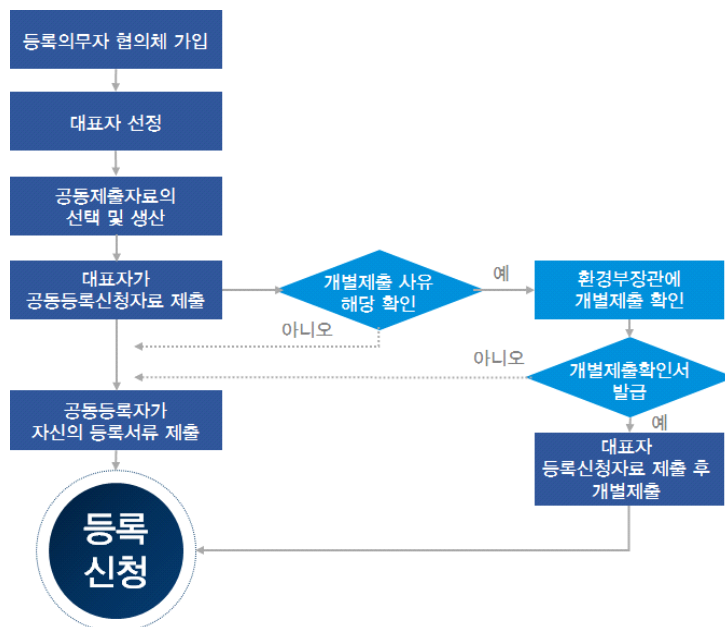 등록의무자 협의체 가입
대표자 선정
공동제출자료의
선택 및 생산
대표자가
공동등록신청자료 제출
개별제출 사유
해당 확인
예
환경부장관에
개별제출 확인
아니오
아니오
개별제출확인서
발급
예
공동등록자가
자신의 등록서류 제출
대표자
등록신청자료 제출 후
개별제출
등록
신청